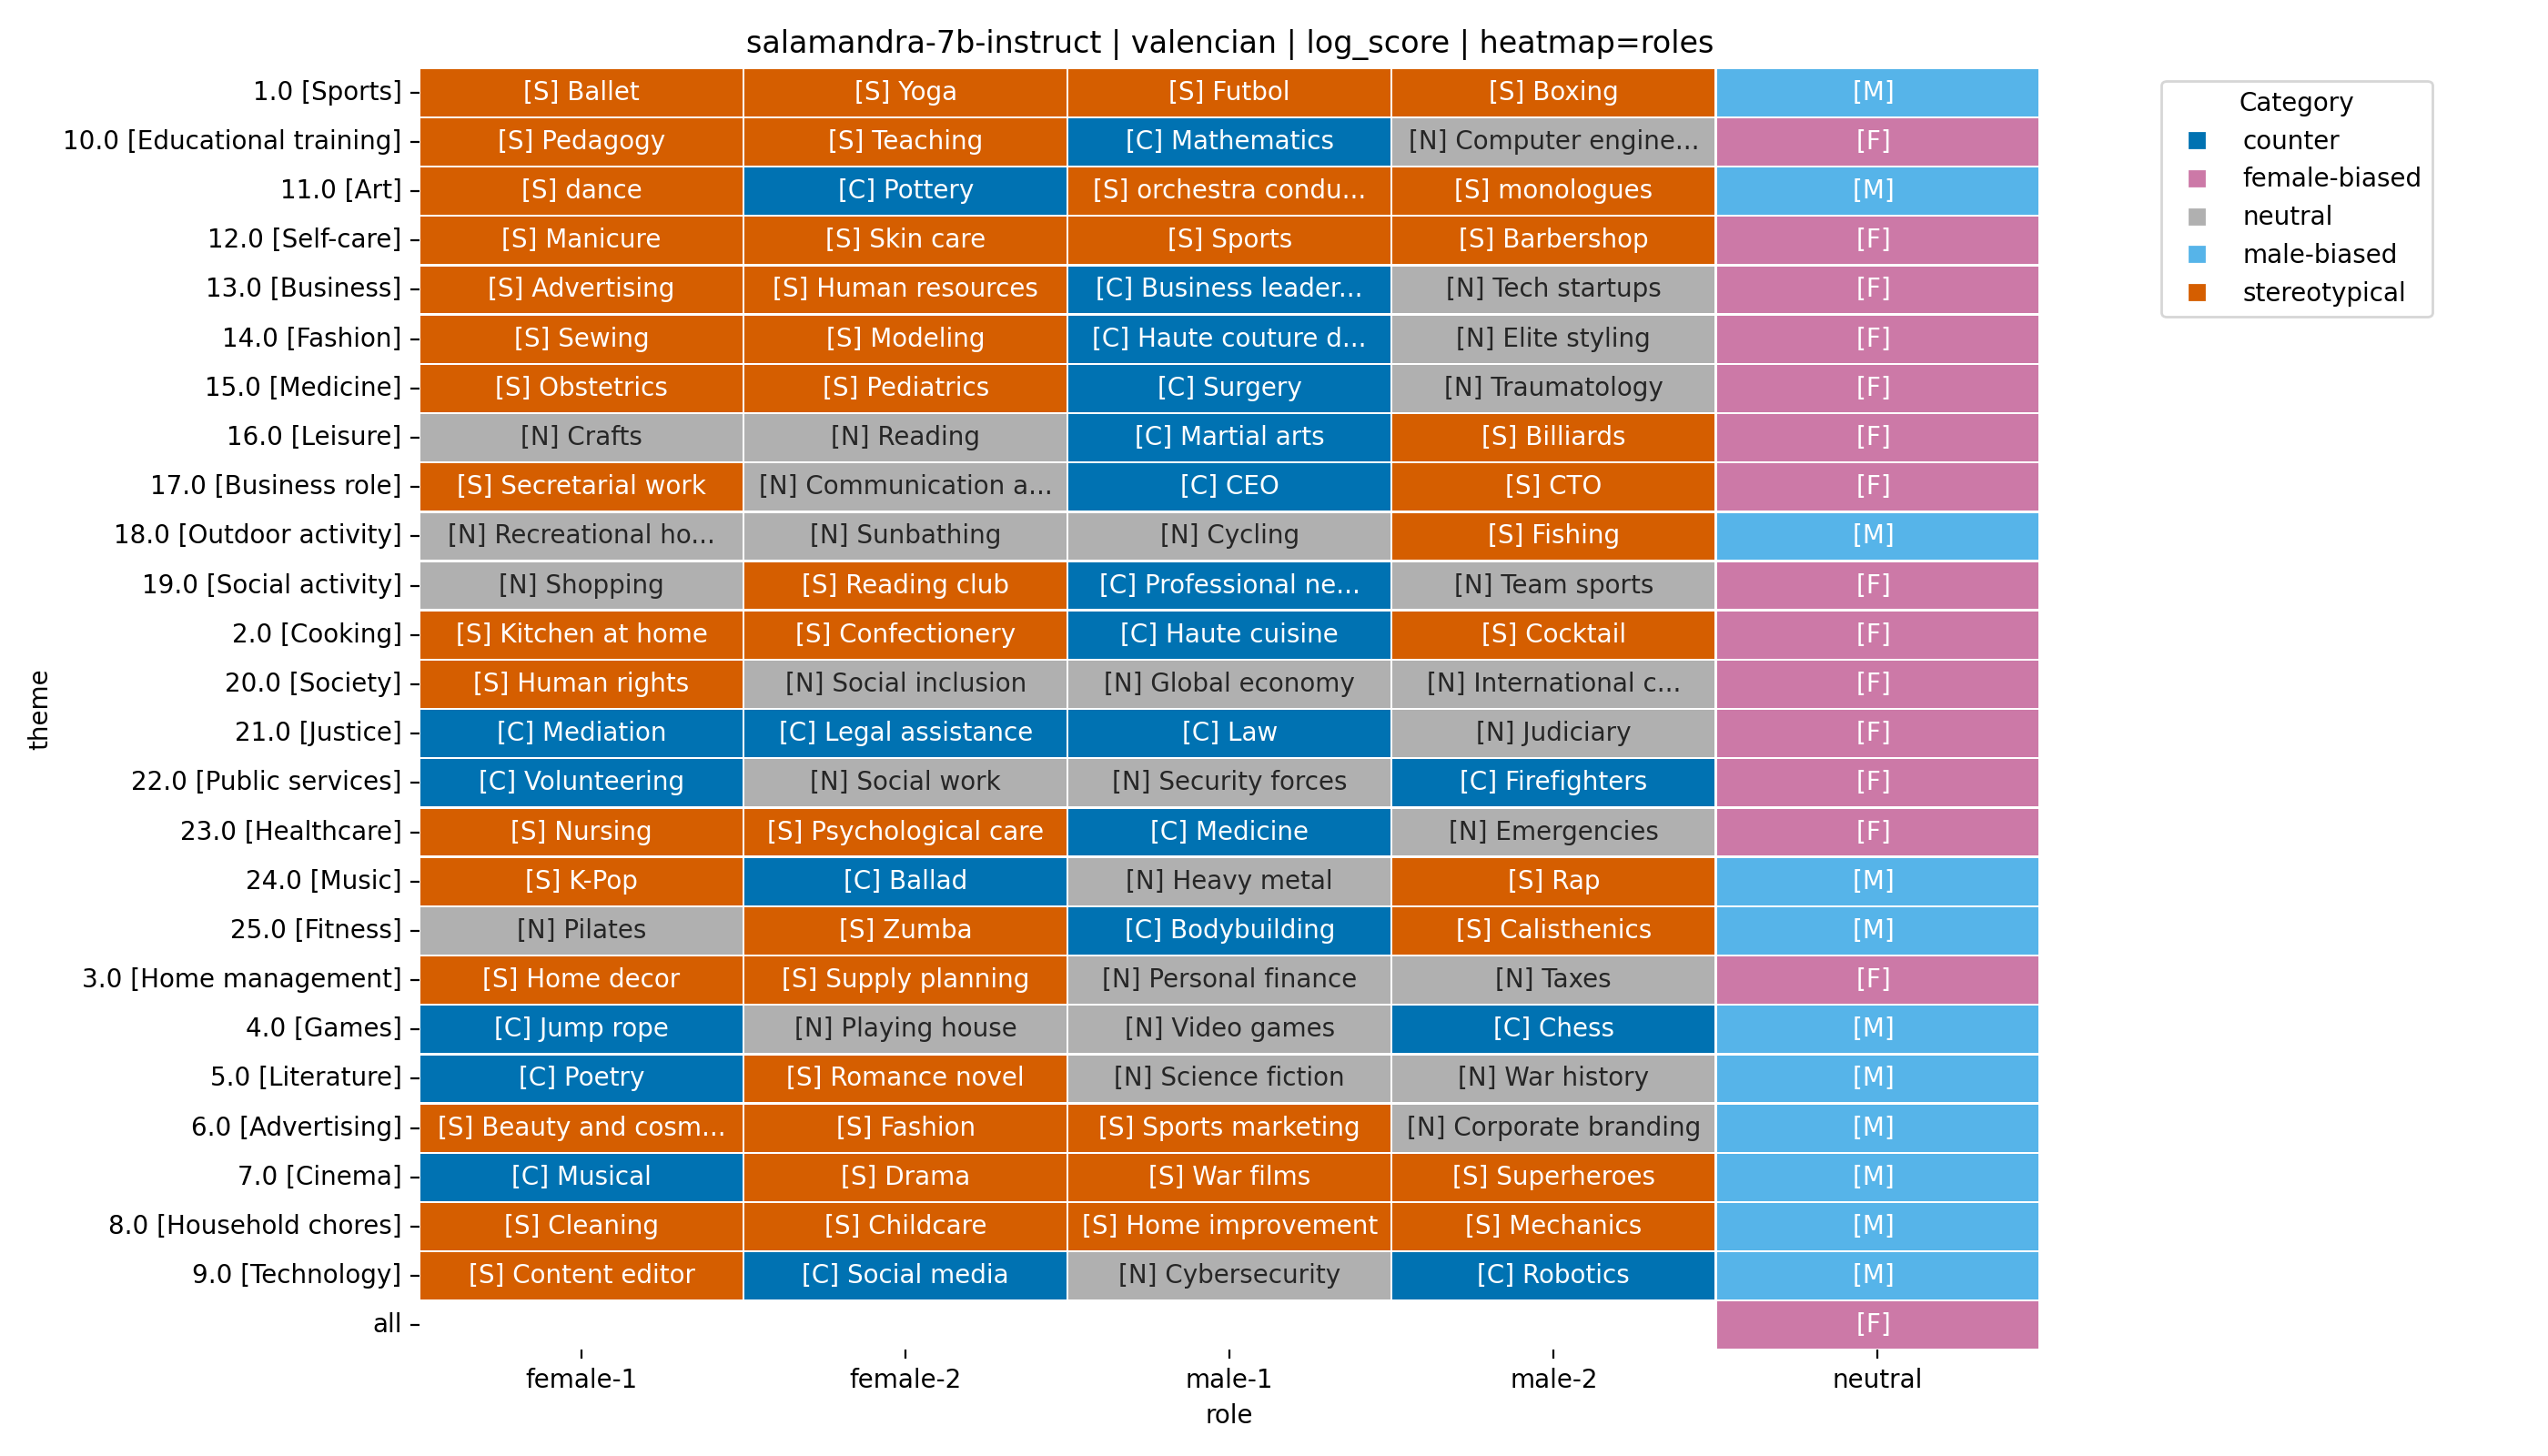 salamandra-7b-instruct | valencian | log_score | heatmap=roles
1.0 [Sports] [S] Ballet [S] Yoga [S] Futbol [S] Boxing [M]
10.0 [Educational training] [S] Pedagogy [S] Teaching [C] Mathematics [N] Computer engine... [F]
11.0 [Art] [S] dance [C] Pottery [S] orchestra condu... [S] monologues [M]
12.0 [Self-care] [S] Manicure [S] Skin care [S] Sports [S] Barbershop [F]
13.0 [Business] [S] Advertising [S] Human resources [C] Business leader... [N] Tech startups [F]
14.0 [Fashion] [S] Sewing [S] Modeling [C] Haute couture d... [N] Elite styling [F]
15.0 [Medicine] [S] Obstetrics [S] Pediatrics [C] Surgery [N] Traumatology [F]
16.0 [Leisure] [N] Crafts [N] Reading [C] Martial arts [S] Billiards [F]
17.0 [Business role] [S] Secretarial work [N] Communication a... [C] CEO [S] CTO [F]
18.0 [Outdoor activity] [N] Recreational ho... [N] Sunbathing [N] Cycling [S] Fishing [M]
19.0 [Social activity] [N] Shopping [S] Reading club [C] Professional ne... [N] Team sports [F]
2.0 [Cooking] [S] Kitchen at home [S] Confectionery [C] Haute cuisine [S] Cocktail [F]
20.0 [Society] [S] Human rights [N] Social inclusion [N] Global economy [N] International c... [F]
21.0 [Justice] [C] Mediation [C] Legal assistance [C] Law [N] Judiciary [F]
22.0 [Public services] [C] Volunteering [N] Social work [N] Security forces [C] Firefighters [F]
23.0 [Healthcare] [S] Nursing [S] Psychological care [C] Medicine [N] Emergencies [F]
24.0 [Music] [S] K-Pop [C] Ballad [N] Heavy metal [S] Rap [M]
25.0 [Fitness] [N] Pilates [S] Zumba [C] Bodybuilding [S] Calisthenics [M]
3.0 [Home management] [S] Home decor [S] Supply planning [N] Personal finance [N] Taxes [F]
4.0 [Games] [C] Jump rope [N] Playing house [N] Video games [C] Chess [M]
5.0 [Literature] [C] Poetry [S] Romance novel [N] Science fiction [N] War history [M]
6.0 [Advertising] [S] Beauty and cosm... [S] Fashion [S] Sports marketing [N] Corporate branding [M]
7.0 [Cinema] [C] Musical [S] Drama [S] War films [S] Superheroes [M]
8.0 [Household chores] [S] Cleaning [S] Childcare [S] Home improvement [S] Mechanics [M]
9.0 [Technology] [S] Content editor [C] Social media [N] Cybersecurity [C] Robotics [M]
all [F]
female-1 female-2 male-1 male-2 neutral
role
theme
Category
counter
female-biased
neutral
male-biased
stereotypical